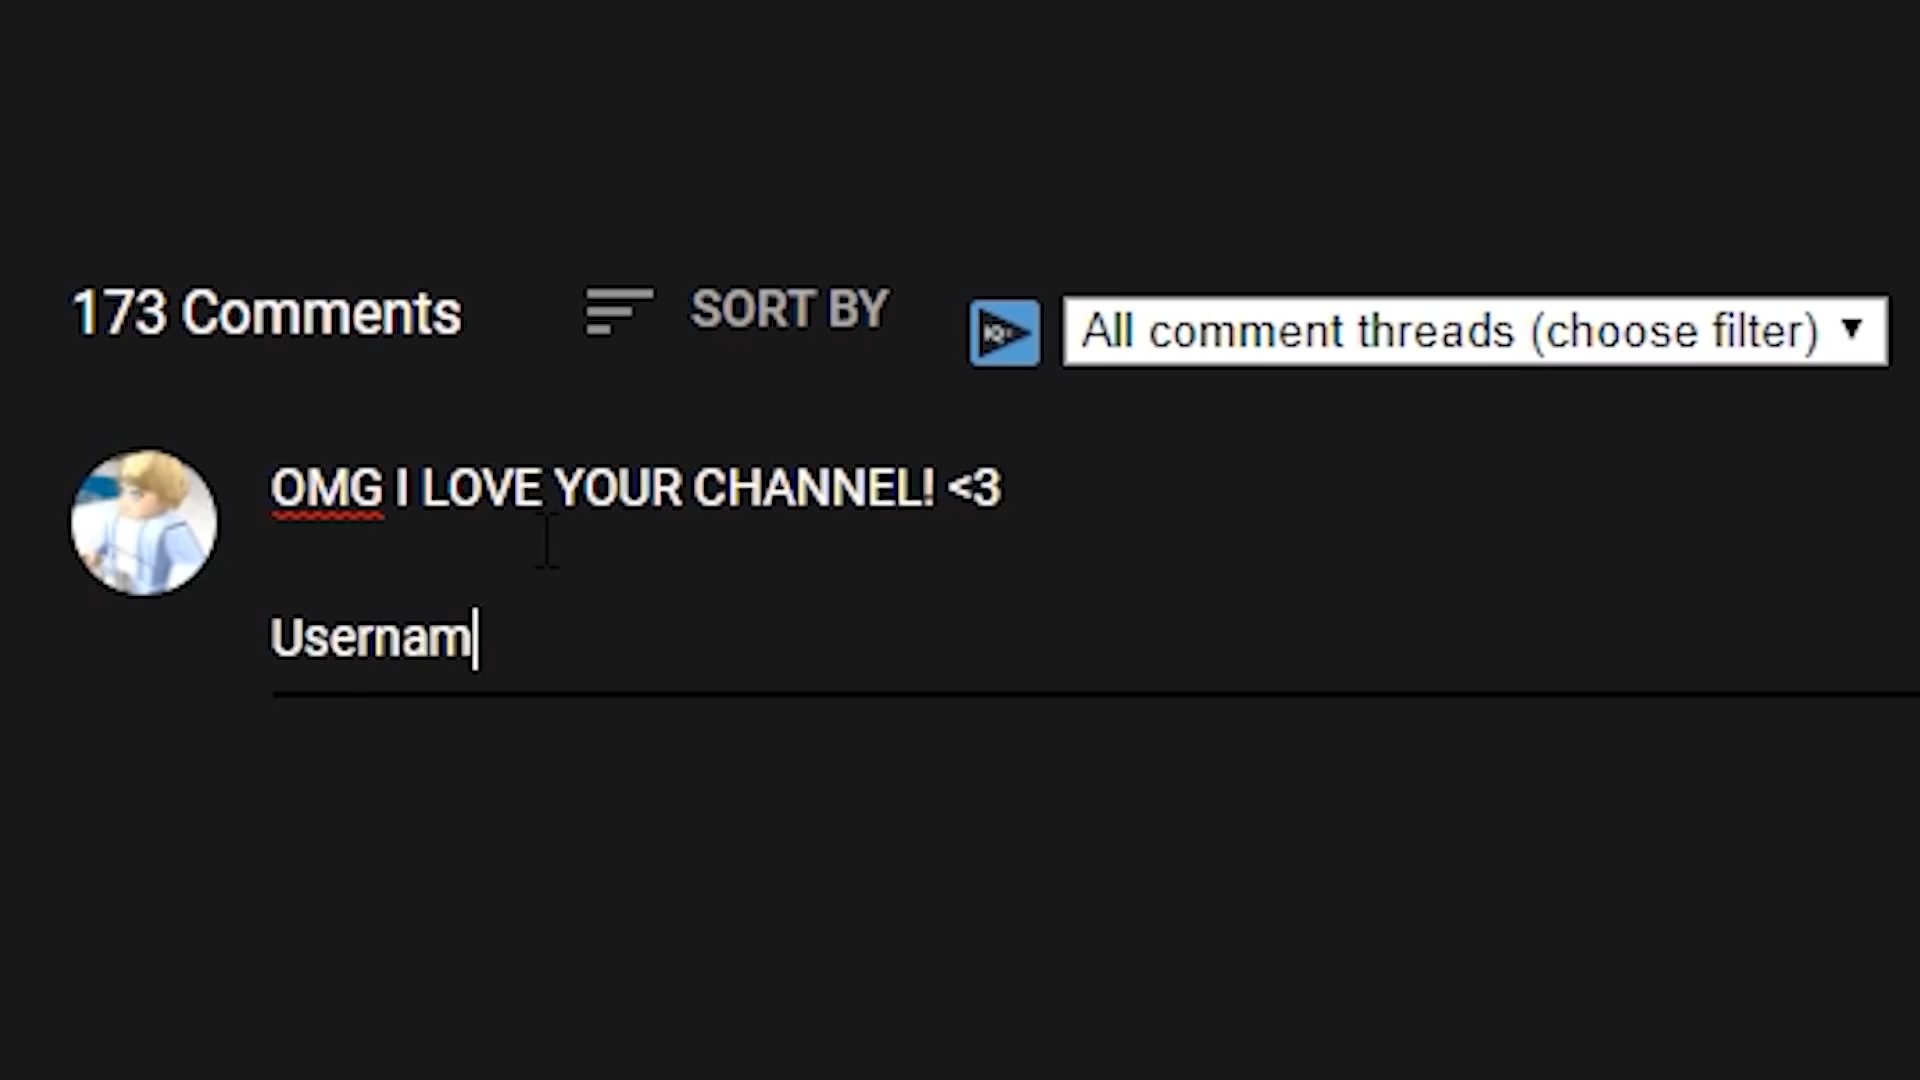 173 Comments SORT BY All comment threads (choose filter) ▼
OMG I LOVE YOUR CHANNEL! <3
Usernam